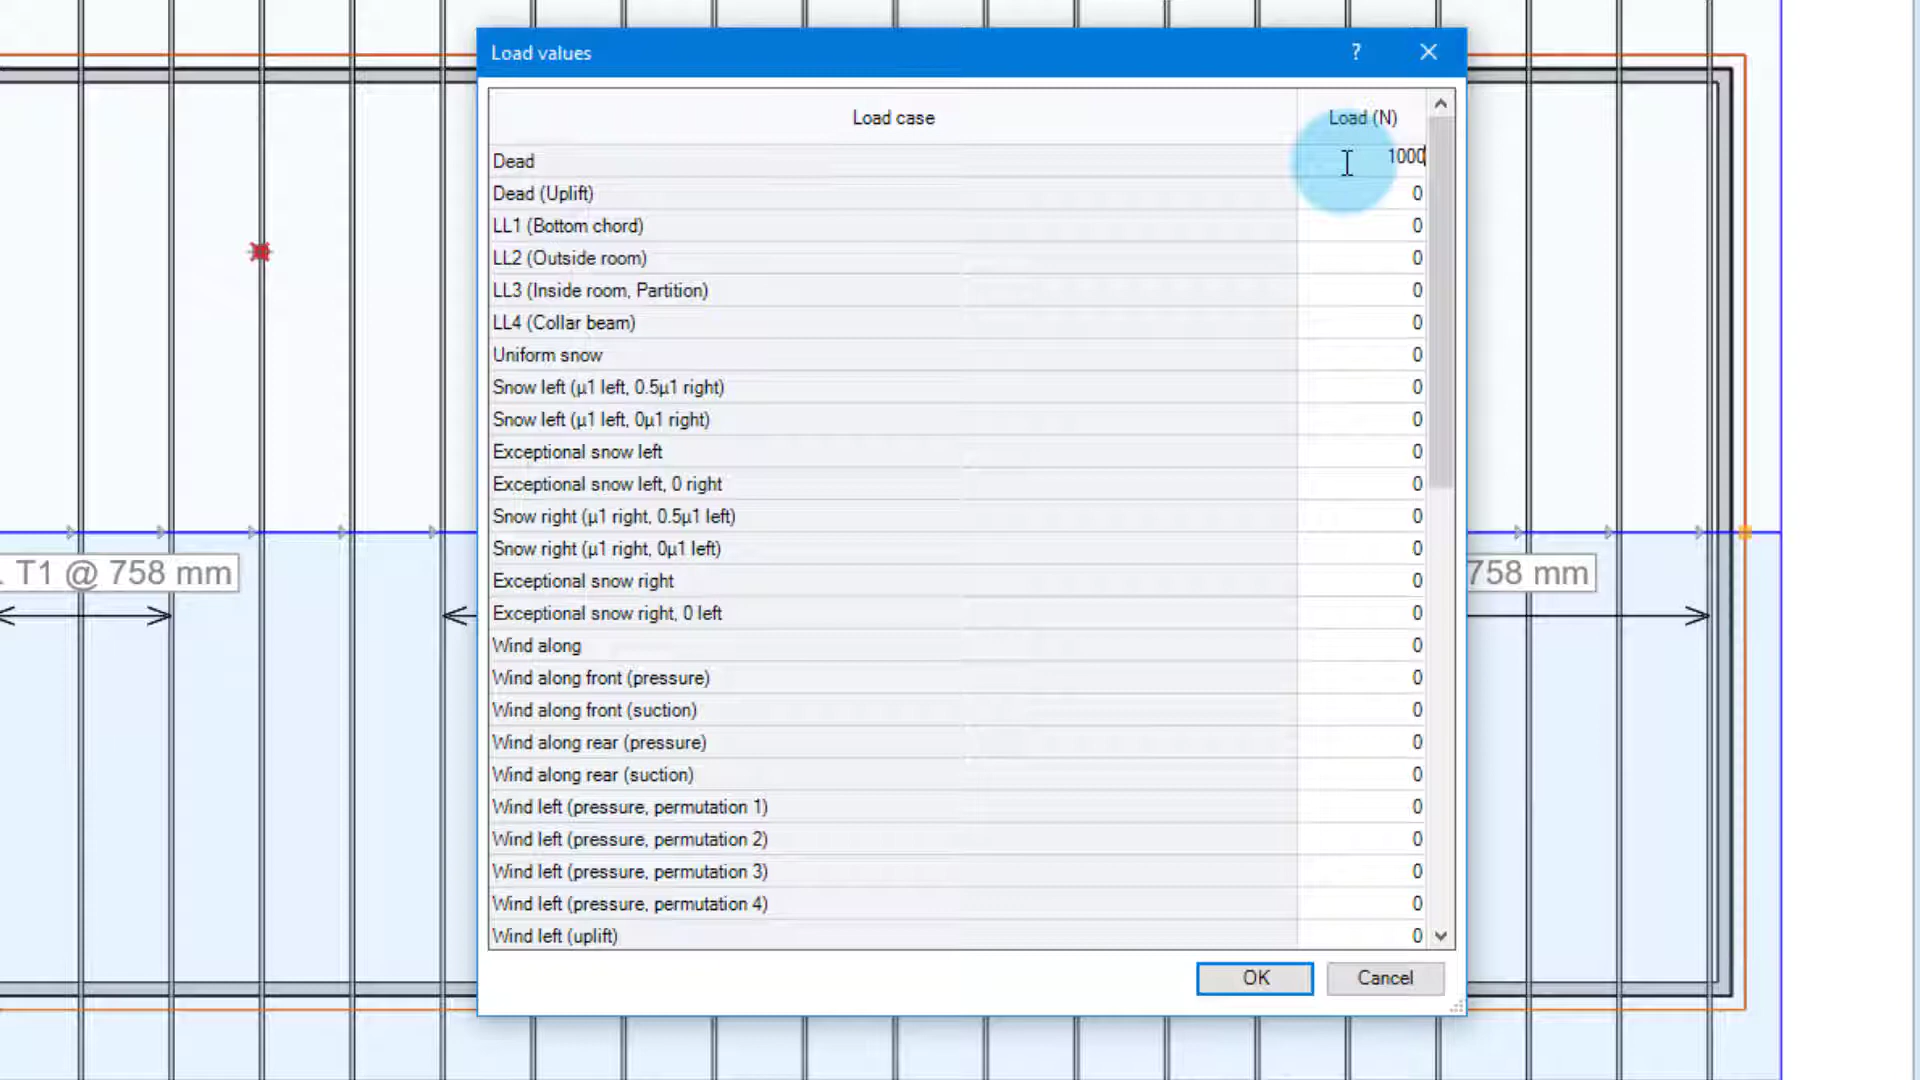 Load values
?
Load case Load (N)
Dead 1000
Dead (Uplift) 0
LL1 (Bottom chord) 0
LL2 (Outside room) 0
LL3 (Inside room, Partition) 0
LL4 (Collar beam) 0
Uniform snow 0
Snow left (µ1 left, 0.5µ1 right) 0
Snow left (µ1 left, 0µ1 right) 0
Exceptional snow left 0
Exceptional snow left, 0 right 0
Snow right (µ1 right, 0.5µ1 left) 0
Snow right (µ1 right, 0µ1 left) 0
Exceptional snow right 0
Exceptional snow right, 0 left 0
Wind along 0
Wind along front (pressure) 0
Wind along front (suction) 0
Wind along rear (pressure) 0
Wind along rear (suction) 0
Wind left (pressure, permutation 1) 0
Wind left (pressure, permutation 2) 0
Wind left (pressure, permutation 3) 0
Wind left (pressure, permutation 4) 0
Wind left (uplift) 0
OK Cancel
T1 @ 758 mm
758 mm